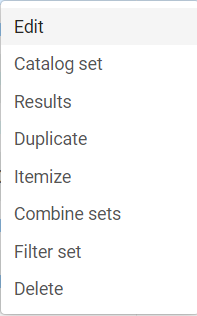 Edit
Catalog set
Results
Duplicate
Itemize
Combine sets
Filter set
Delete